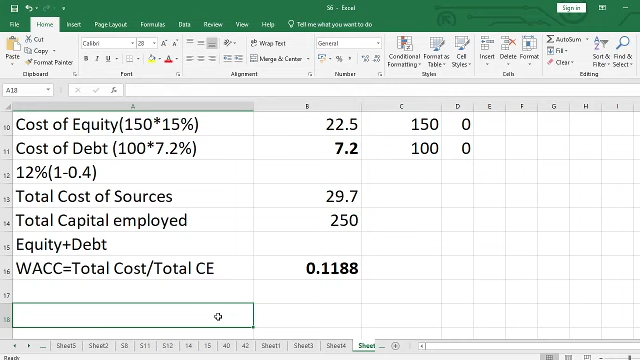 S6 - Excel
Sign in
File Home Insert Page Layout Formulas Data Review View Help Tell me what you want to do
Cut
Copy
Format Painter
Clipboard
Calibri 28
B I U
Font
Wrap Text
Merge & Center
Alignment
General
Number
Conditional Formatting Format as Table Cell Styles
Styles
Insert Delete Format
Cells
AutoSum
Fill
Clear
Editing
A18
A B C D E F G H I
10 Cost of Equity(150*15%) 22.5 150 0
11 Cost of Debt (100*7.2%) 7.2 100 0
12 12%(1-0.4)
13 Total Cost of Sources 29.7
14 Total Capital employed 250
15 Equity+Debt
16 WACC=Total Cost/Total CE 0.1188
17
18
Sheet5 Sheet2 S8 S11 S12 14 15 40 42 Sheet1 Sheet3 Sheet4 Sheet